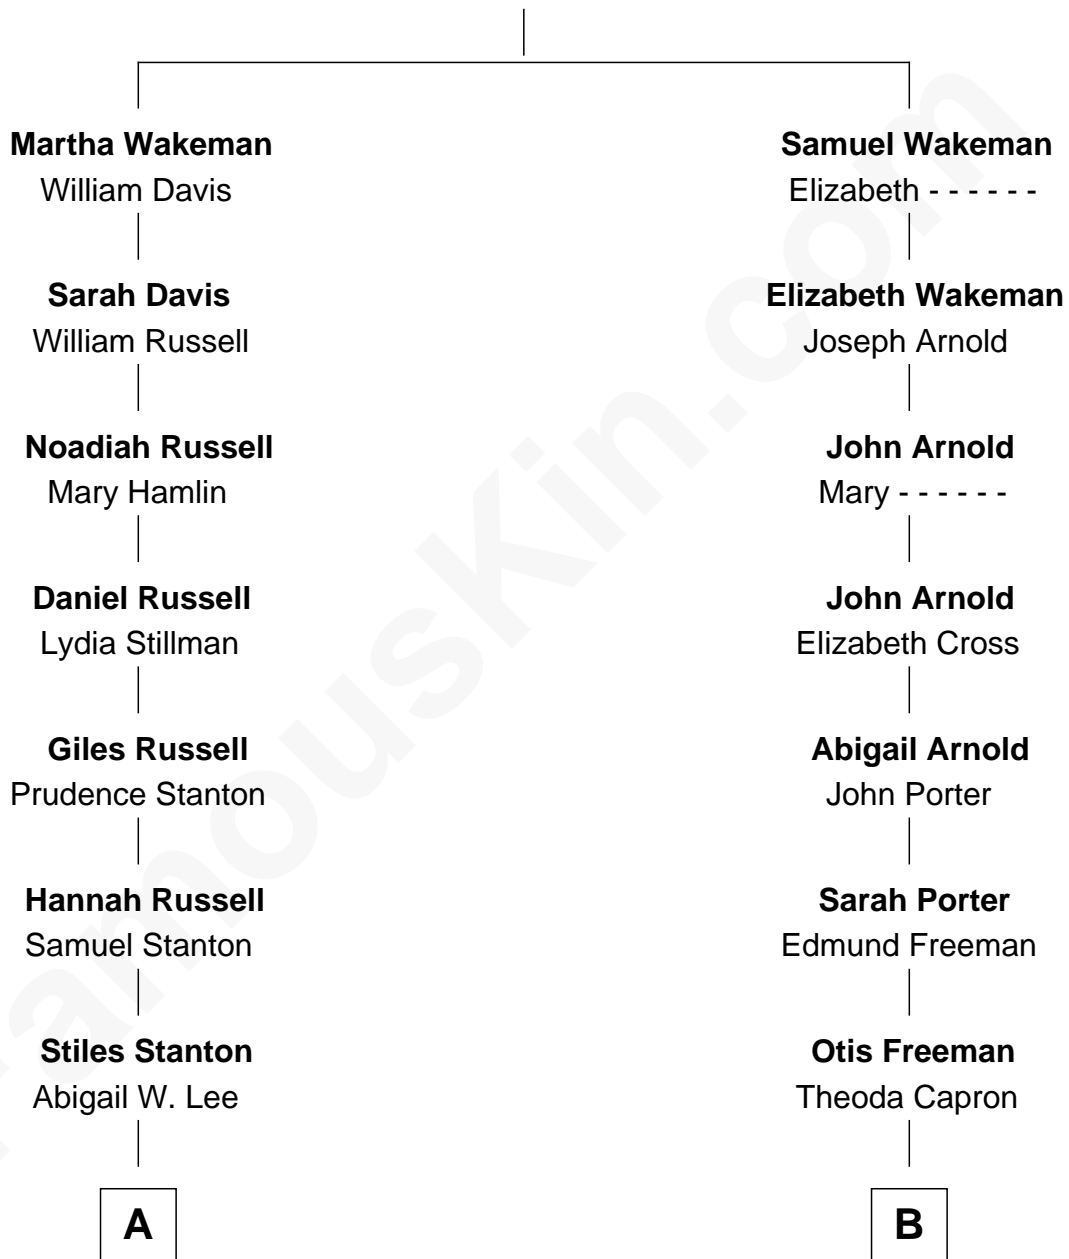 Martha Wakeman
William Davis
Samuel Wakeman
Elizabeth - - - - - -
Sarah Davis
William Russell
Elizabeth Wakeman
Joseph Arnold
Noadiah Russell
Mary Hamlin
John Arnold
Mary - - - - - -
Daniel Russell
Lydia Stillman
John Arnold
Elizabeth Cross
Giles Russell
Prudence Stanton
Abigail Arnold
John Porter
Hannah Russell
Samuel Stanton
Sarah Porter
Edmund Freeman
Stiles Stanton
Abigail W. Lee
Otis Freeman
Theoda Capron
A
B
FamousKin.com